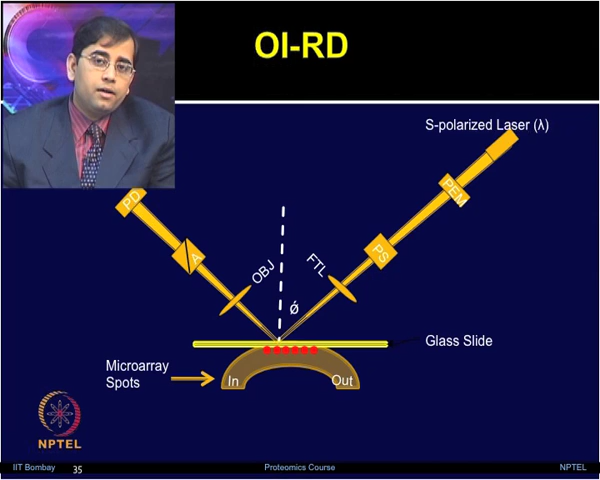 OI-RD
S-polarized Laser (λ)
PD
PEM
A
OBJ
FTL
PS
ǿ
Glass Slide
Microarray
Spots
In
Out
NPTEL
IIT Bombay
35
Proteomics Course
NPTEL